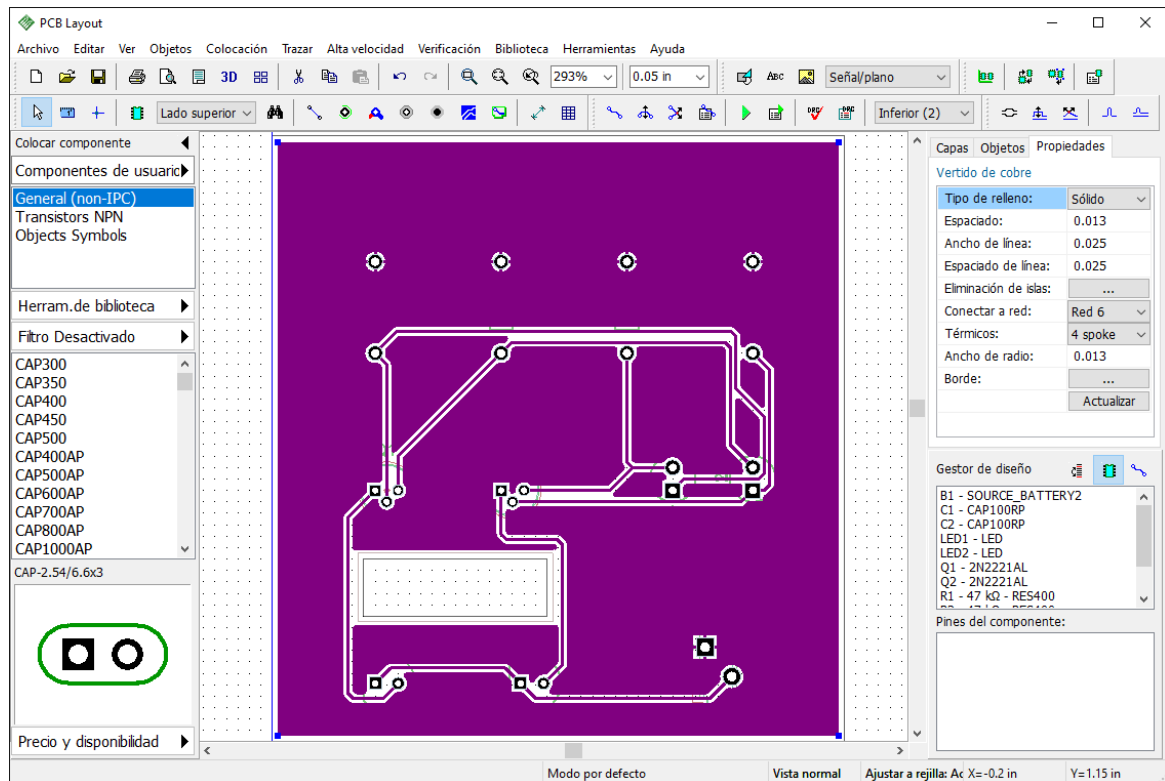 PCB Layout
Archivo Editar Ver Objetos Colocación Trazar Alta velocidad Verificación Biblioteca Herramientas Ayuda
3D 293% 0.05 in ABC Señal/plano
Lado superior Inferior (2)
Colocar componente
Componentes de usuaric
General (non-IPC)
Transistors NPN
Objects Symbols
Herram.de biblioteca
Filtro Desactivado
CAP300
CAP350
CAP400
CAP450
CAP500
CAP400AP
CAP500AP
CAP600AP
CAP700AP
CAP800AP
CAP1000AP
CAP-2.54/6.6x3
Precio y disponibilidad
Capas Objetos Propiedades
Vertido de cobre
Tipo de relleno: Sólido
Espaciado: 0.013
Ancho de línea: 0.025
Espaciado de línea: 0.025
Eliminación de islas: ...
Conectar a red: Red 6
Térmicos: 4 spoke
Ancho de radio: 0.013
Borde: ...
Actualizar
Gestor de diseño
B1 - SOURCE_BATTERY2
C1 - CAP100RP
C2 - CAP100RP
LED1 - LED
LED2 - LED
Q1 - 2N2221AL
Q2 - 2N2221AL
R1 - 47 kΩ - RES400
Pines del componente:
Modo por defecto Vista normal Ajustar a rejilla: Ac X=-0.2 in Y=1.15 in